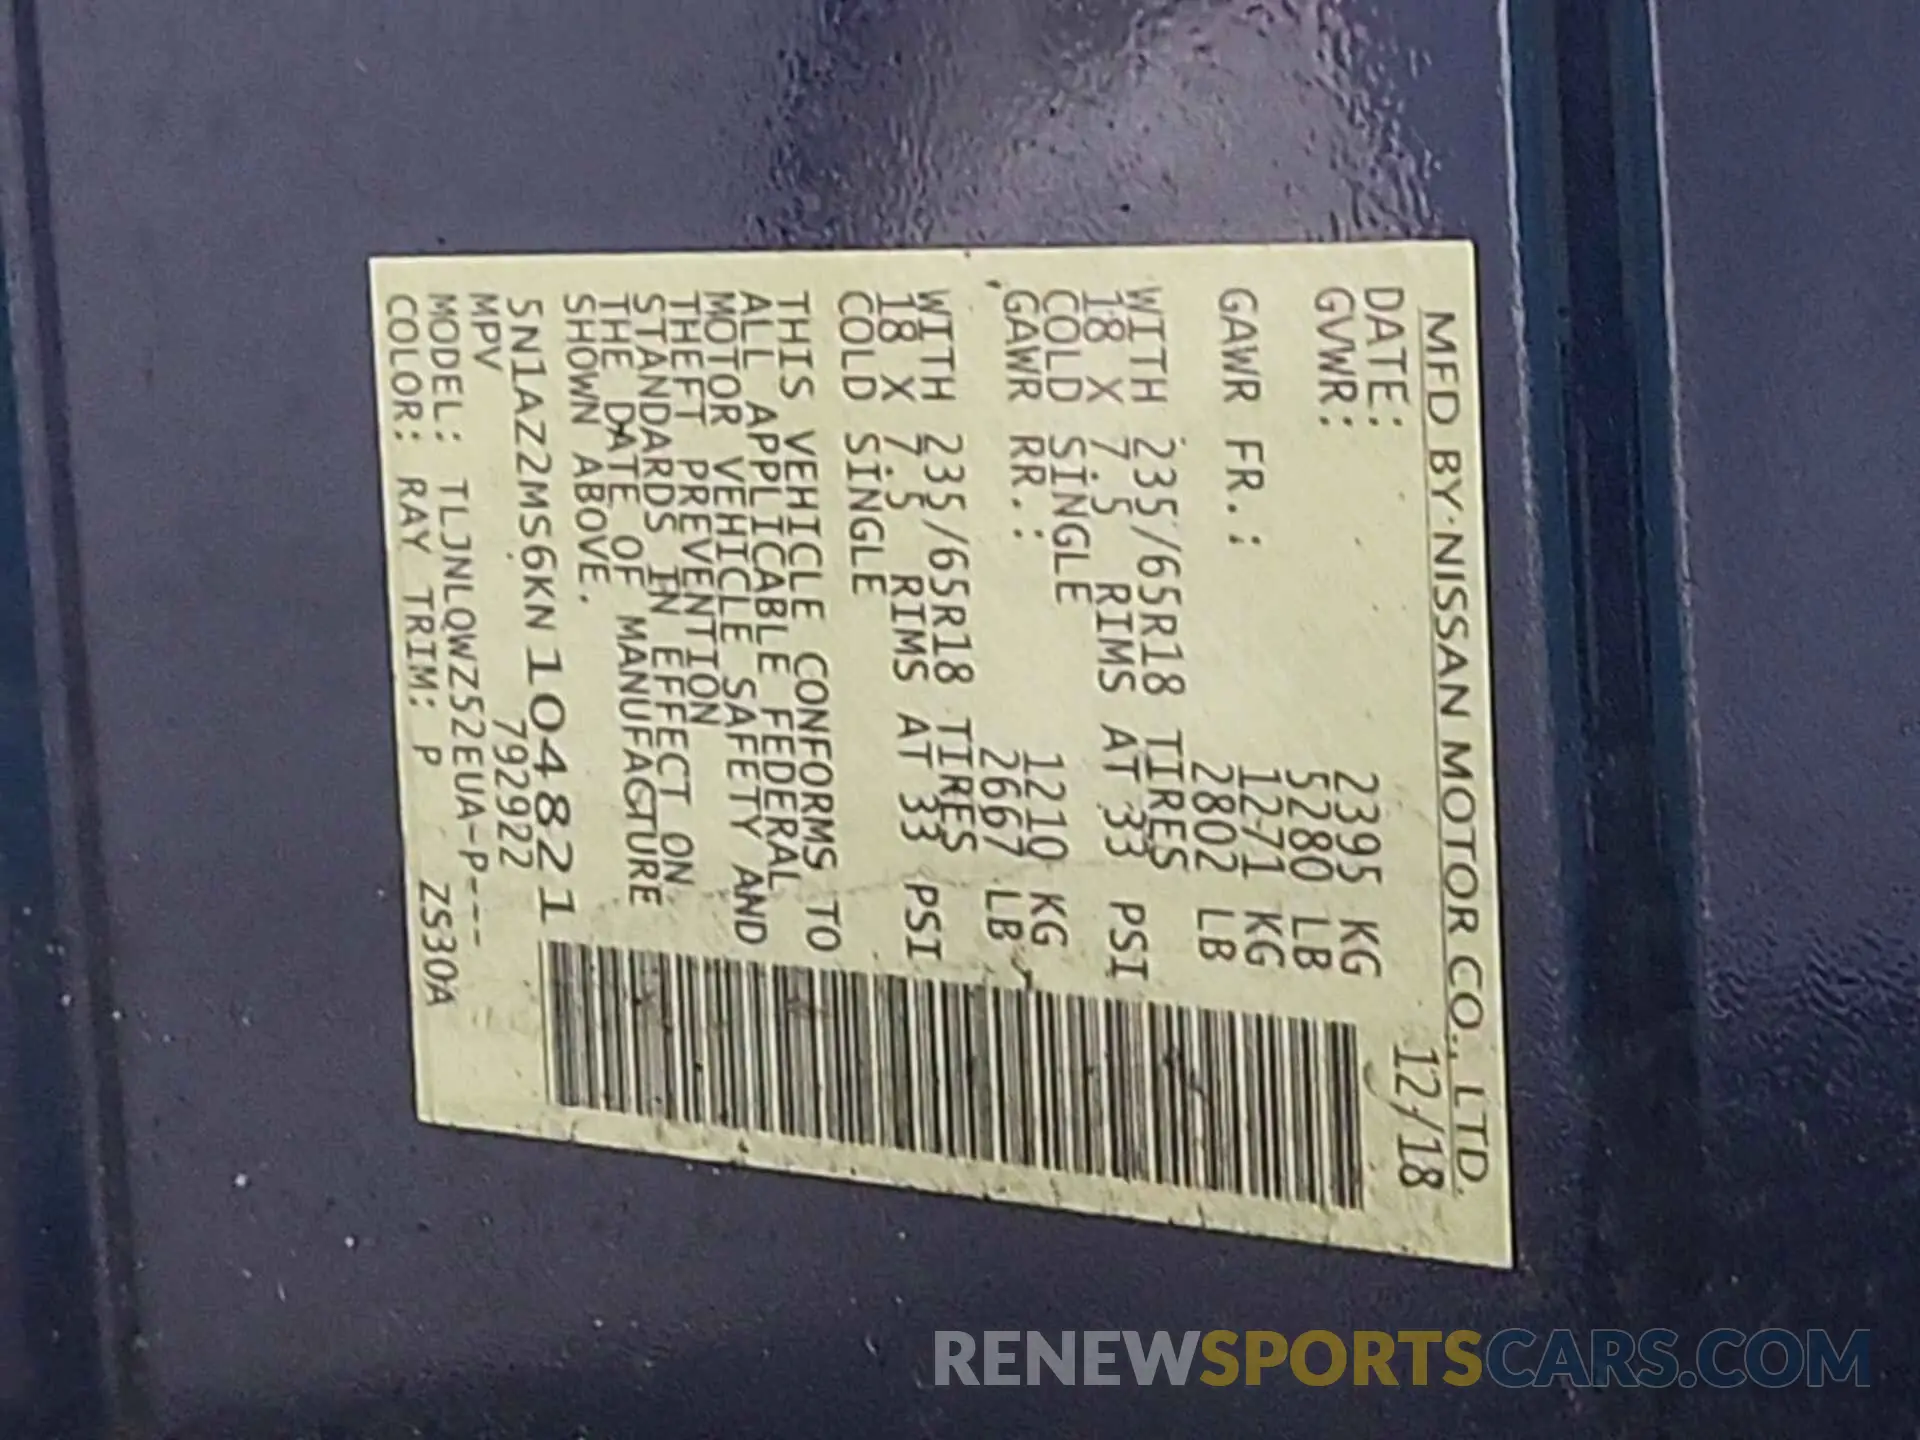 MFD BY NISSAN MOTOR CO., LTD.
DATE: 12/18
GVWR: 2395 KG
5280 LB
GAWR FR.: 1271 KG
2802 LB
WITH 235/65R18 TIRES
18 X 7.5 RIMS AT 33 PSI
COLD SINGLE
GAWR RR.: 1210 KG
2667 LB
WITH 235/65R18 TIRES
18 X 7.5 RIMS AT 33 PSI
COLD SINGLE
THIS VEHICLE CONFORMS TO
ALL APPLICABLE FEDERAL
MOTOR VEHICLE SAFETY AND
THEFT PREVENTION
STANDARDS IN EFFECT ON
THE DATE OF MANUFACTURE
SHOWN ABOVE.
5N1AZ2MS6KN104821
MPV 792922
MODEL: TLJNLQWZ52EUA-P---
COLOR: RAY TRIM: P ZS30A
RENEWSPORTSCARS.COM